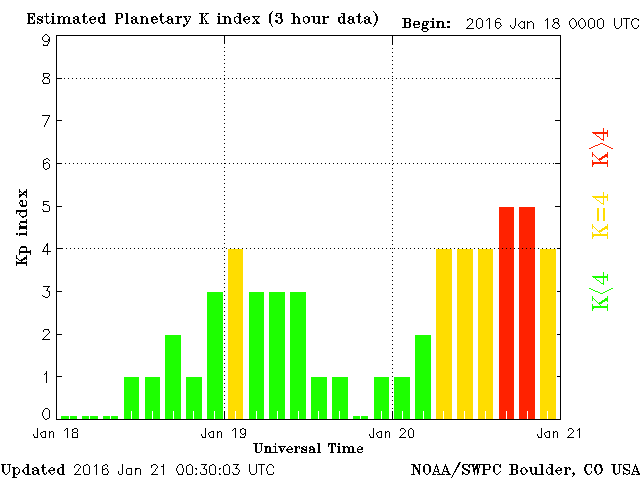 Estimated Planetary K index (3 hour data) Begin: 2016 Jan 18 0000 UTC
9
8
7
6
5
4
3
2
1
0
Kp index
K>4
K=4
K<4
Jan 18 Jan 19 Jan 20 Jan 21
Universal Time
Updated 2016 Jan 21 00:30:03 UTC NOAA/SWPC Boulder, CO USA